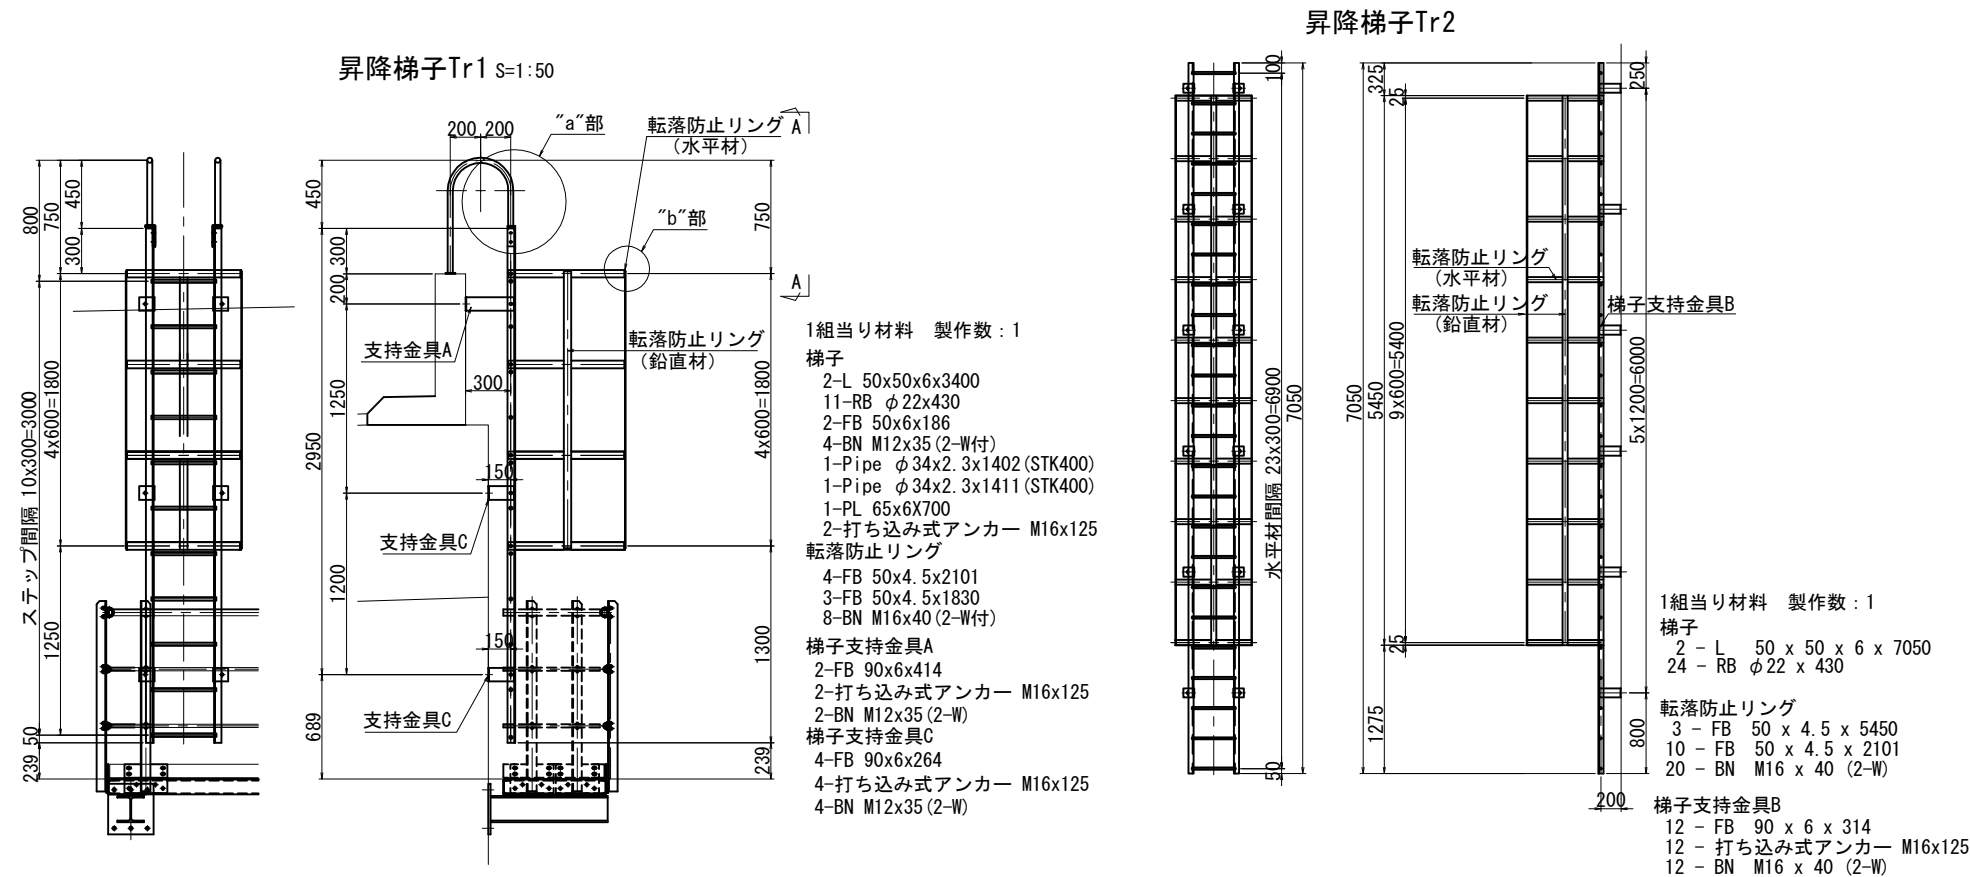 昇降梯子Tr1 S=1:50
200 200
"a"部
転落防止リング
(水平材)
A
"b"部
A
800
750
450
300
450
300
200
750
支持金具A
300
転落防止リング
(鉛直材)
ステップ間隔 10x300=3000
4x600=1800
1250
2950
1250
4x600=1800
150
支持金具C
1200
150
1300
支持金具C
689
50
239
239
1組当り材料 製作数:1
梯子
2-L 50x50x6x3400
11-RB φ22x430
2-FB 50x6x186
4-BN M12x35(2-W付)
1-Pipe φ34x2.3x1402(STK400)
1-Pipe φ34x2.3x1411(STK400)
1-PL 65x6X700
2-打ち込み式アンカー M16x125
転落防止リング
4-FB 50x4.5x2101
3-FB 50x4.5x1830
8-BN M16x40(2-W付)
梯子支持金具A
2-FB 90x6x414
2-打ち込み式アンカー M16x125
2-BN M12x35(2-W)
梯子支持金具C
4-FB 90x6x264
4-打ち込み式アンカー M16x125
4-BN M12x35(2-W)
昇降梯子Tr2
100
水平材間隔 23x300=6900
7050
50
7050
325
5450
1275
25
9x600=5400
25
転落防止リング
(水平材)
転落防止リング
(鉛直材)
梯子支持金具B
250
5x1200=6000
800
200
1組当り材料 製作数:1
梯子
2 - L 50 x 50 x 6 x 7050
24 - RB φ22 x 430
転落防止リング
3 - FB 50 x 4.5 x 5450
10 - FB 50 x 4.5 x 2101
20 - BN M16 x 40 (2-W)
梯子支持金具B
12 - FB 90 x 6 x 314
12 - 打ち込み式アンカー M16x125
12 - BN M16 x 40 (2-W)